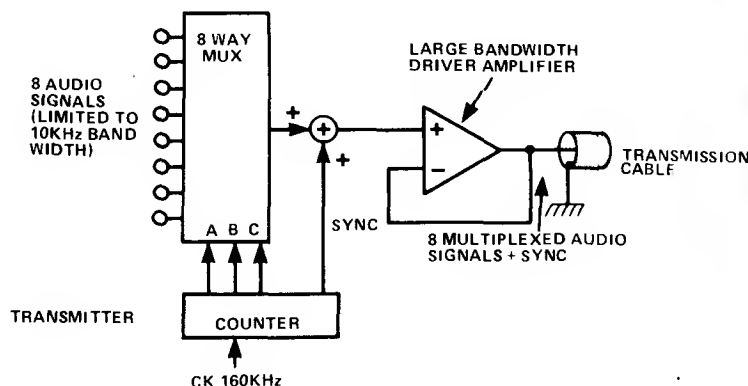 8 WAY
MUX
8 AUDIO
SIGNALS
(LIMITED TO
10KHz BAND
WIDTH)
A B C
+
+
+
SYNC
LARGE BANDWIDTH
DRIVER AMPLIFIER
+
−
TRANSMISSION
CABLE
8 MULTIPLEXED AUDIO
SIGNALS + SYNC
TRANSMITTER
COUNTER
CK 160KHz